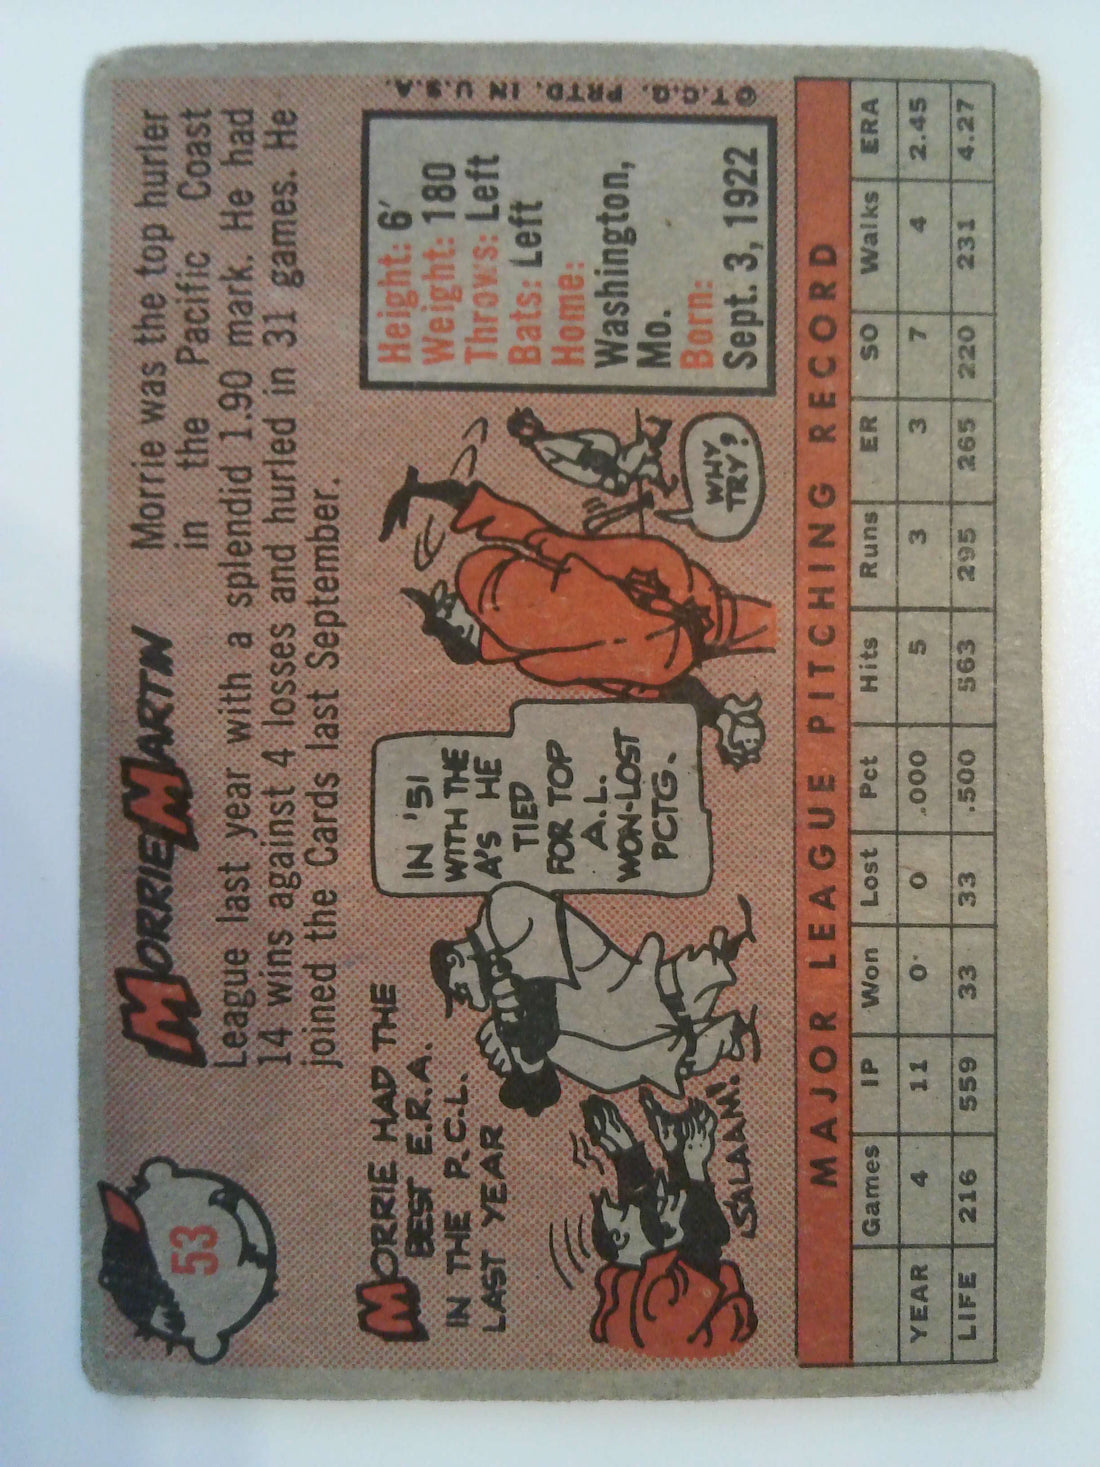 53
MORRIE MARTIN
Morrie was the top hurler
in the Pacific Coast
League last year with a splendid 1.90 mark. He had
14 wins against 4 losses and hurled in 31 games. He
joined the Cards last September.
MORRIE HAD THE
BEST E.R.A.
IN THE P.C.L.
LAST YEAR
SALAAM!
IN '51
WITH THE
A'S HE
TIED
FOR TOP
A.L.
WON-LOST
PCTG.
WHY
TRY?
Height: 6'
Weight: 180
Throws: Left
Bats: Left
Home:
Washington,
Mo.
Born:
Sept. 3, 1922
©T.C.G. PRTD. IN U.S.A.
MAJOR LEAGUE PITCHING RECORD
Games IP Won Lost Pct Hits Runs ER SO Walks ERA
YEAR 4 11 0 0 .000 5 3 3 7 4 2.45
LIFE 216 559 33 33 .500 563 295 265 220 231 4.27